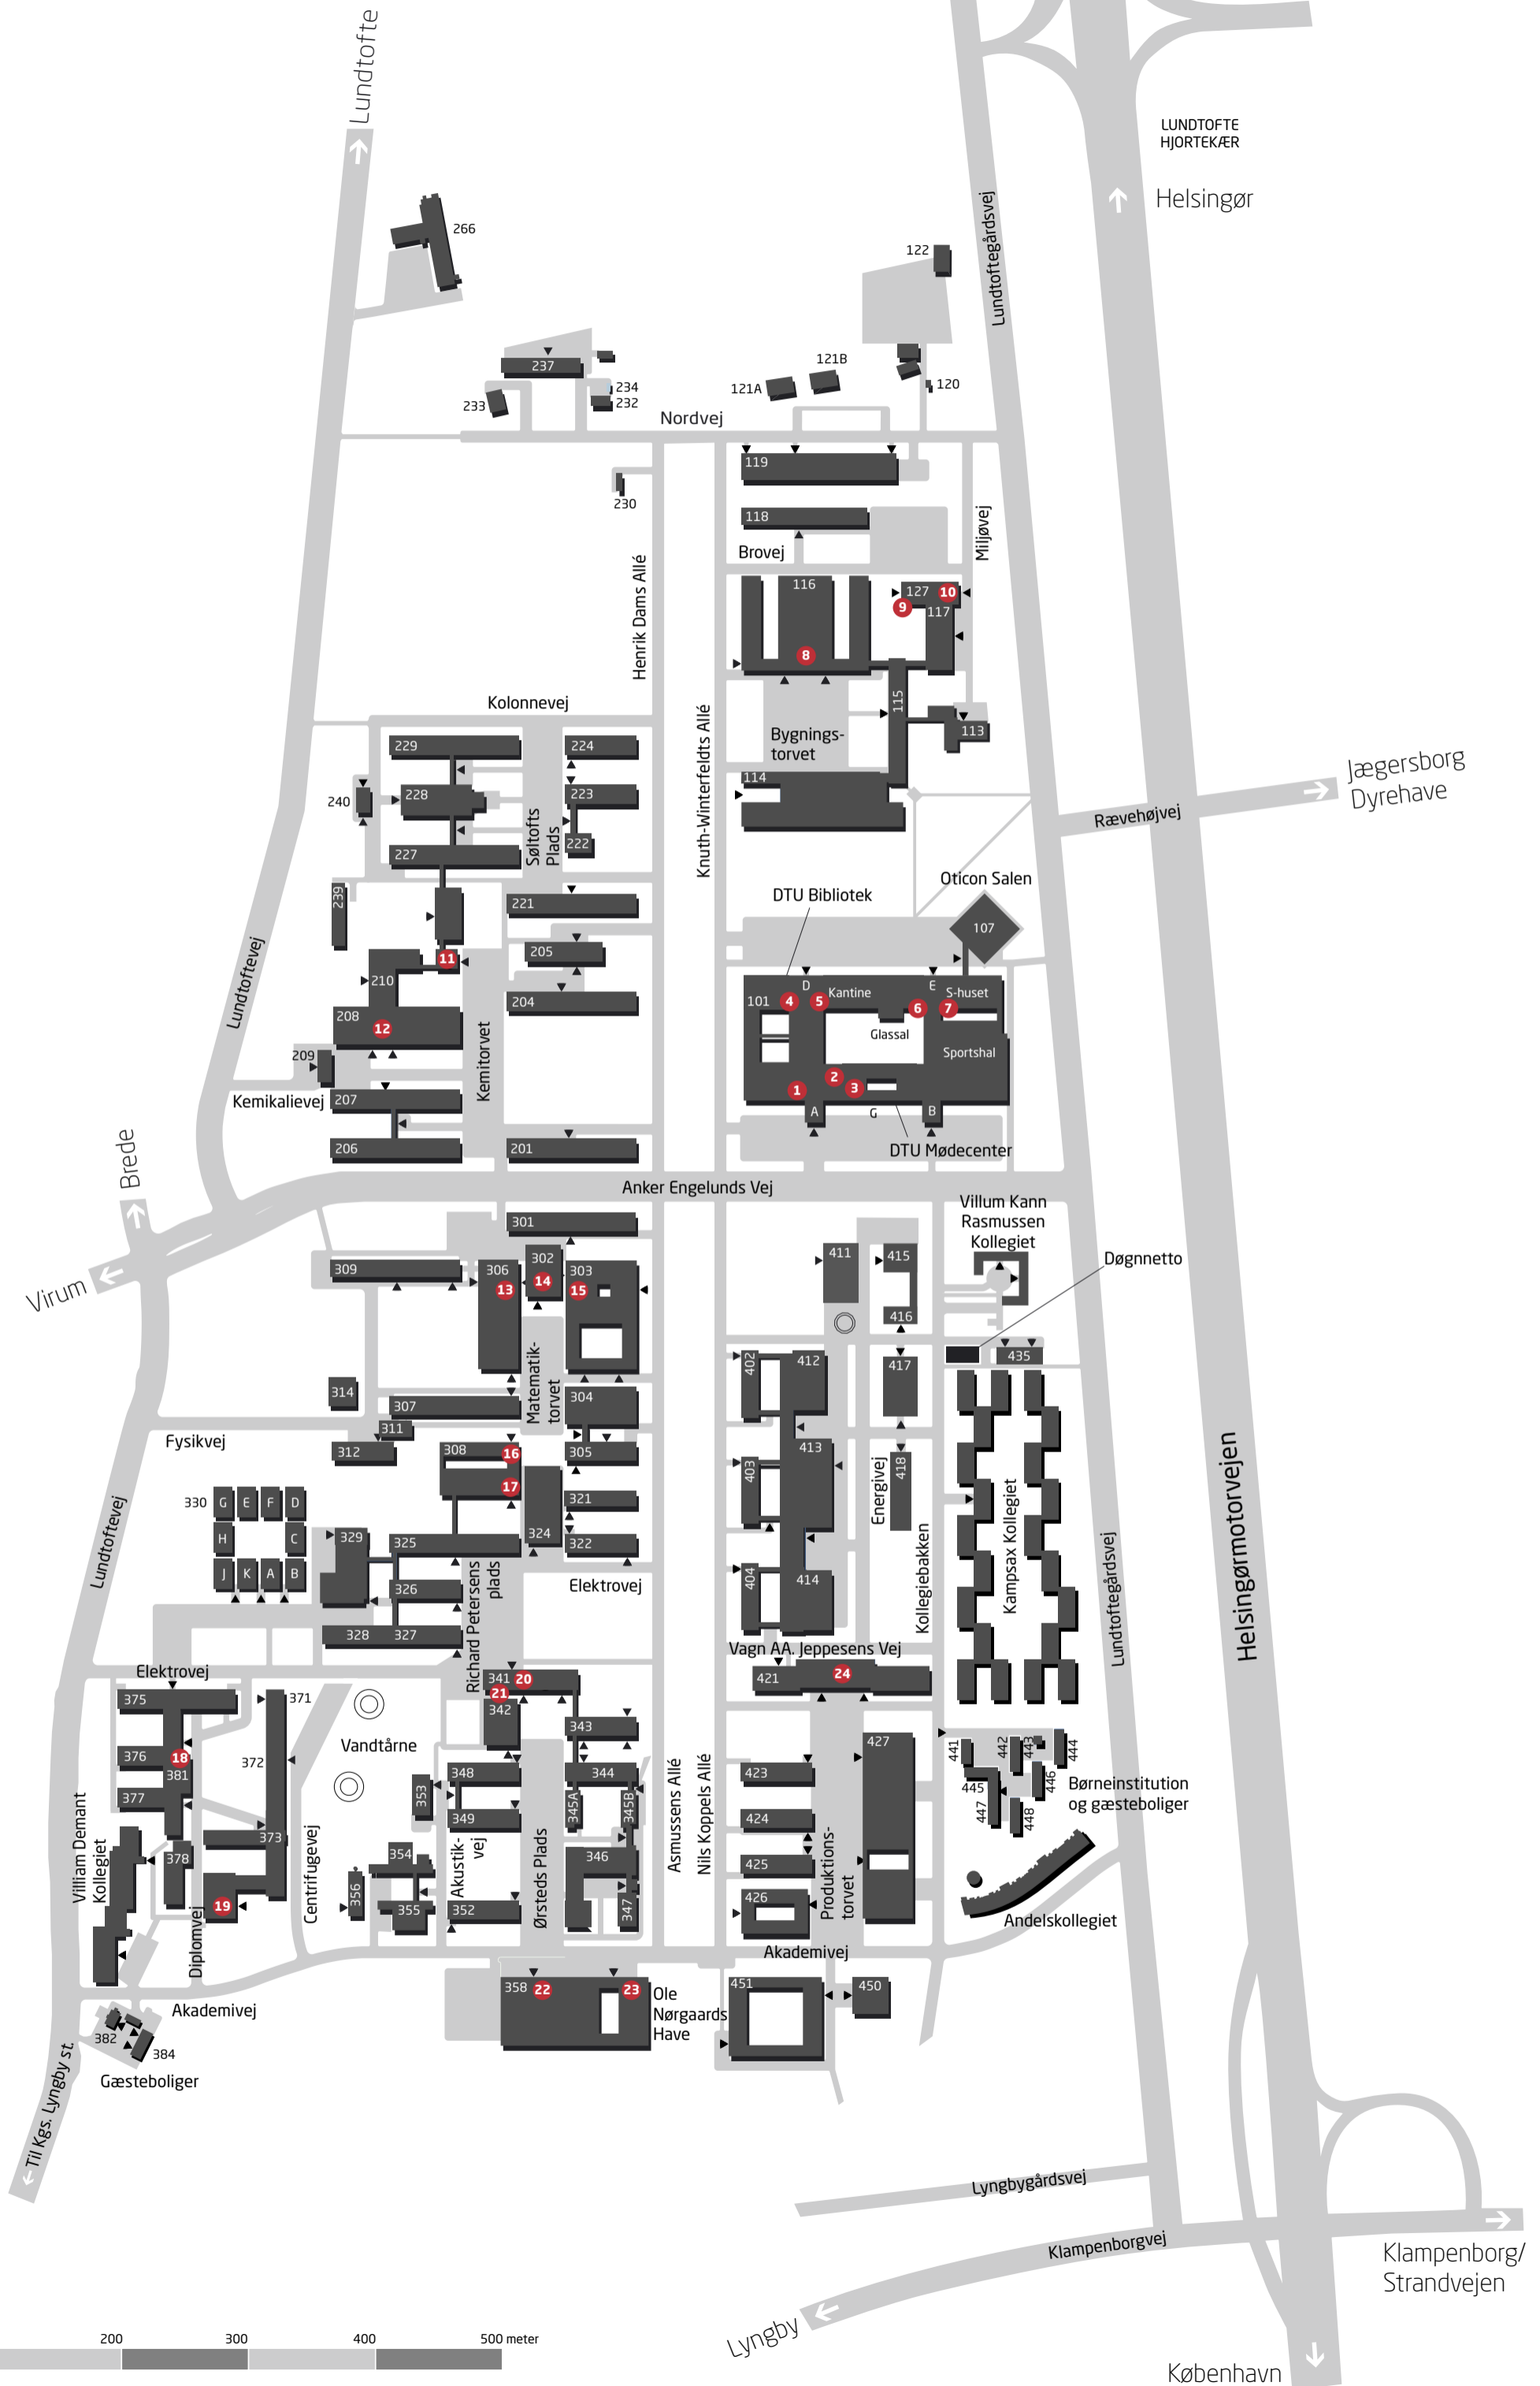 Lundtofte
LUNDTOFTE
HJORTEKÆR
Helsingør
Lundtoftegårdsvej
266
122
237
234
232
233
121A
121B
120
Nordvej
119
230
118
Brovej
Miljøvej
Henrik Dams Allé
116
127
10
9
117
8
115
Kolonnevej
Knuth-Winterfeldts Allé
Bygnings-
torvet
113
229
224
114
228
223
240
222
Søltofts
Plads
227
Jægersborg
Dyrehave
Rævehøjvej
Oticon Salen
DTU Bibliotek
239
221
107
205
11
210
204
D
E
Kantine
S-huset
101
4
5
6
7
Glassal
Sportshal
208
12
Lundtoftevej
209
Kemitorvet
2
1
3
Kemikalievej
207
A
G
B
206
201
DTU Mødecenter
Brede
Anker Engelunds Vej
Villum Kann
Rasmussen
Kollegiet
Døgnnetto
301
302
411
415
309
306
303
13
14
15
Virum
416
435
402
412
417
Matematik-
torvet
314
304
307
311
Fysikvej
312
308
16
305
413
403
418
17
Energivej
Kampsax Kollegiet
Helsingørmotorvejen
330
G
E
F
D
321
H
C
329
325
324
322
J
K
A
B
326
Elektrovej
404
414
Kollegiebakken
Lundtoftegårdsvej
Lundtoftevej
328
327
Richard Petersens
plads
Vagn AA. Jeppesens Vej
Elektrovej
341
20
421
24
375
371
21
342
343
Vandtårne
376
18
372
381
427
441
442
443
444
348
344
423
445
446
Børneinstitution
og gæsteboliger
377
353
345A
345B
447
448
349
424
373
Villiam Demant
Kollegiet
378
Centrifugevej
354
Akustik-
vej
Ørsteds Plads
346
Asmussens Allé
Nils Koppels Allé
425
Produktions-
torvet
356
355
352
347
426
19
Diplomvej
Andelskollegiet
Akademivej
358
22
23
Ole
Nørgaards
Have
451
450
Akademivej
382
384
Gæsteboliger
Til Kgs. Lyngby st.
Lyngbygårdsvej
Klampenborgvej
Klampenborg/
Strandvejen
Lyngby
200
300
400
500 meter
København